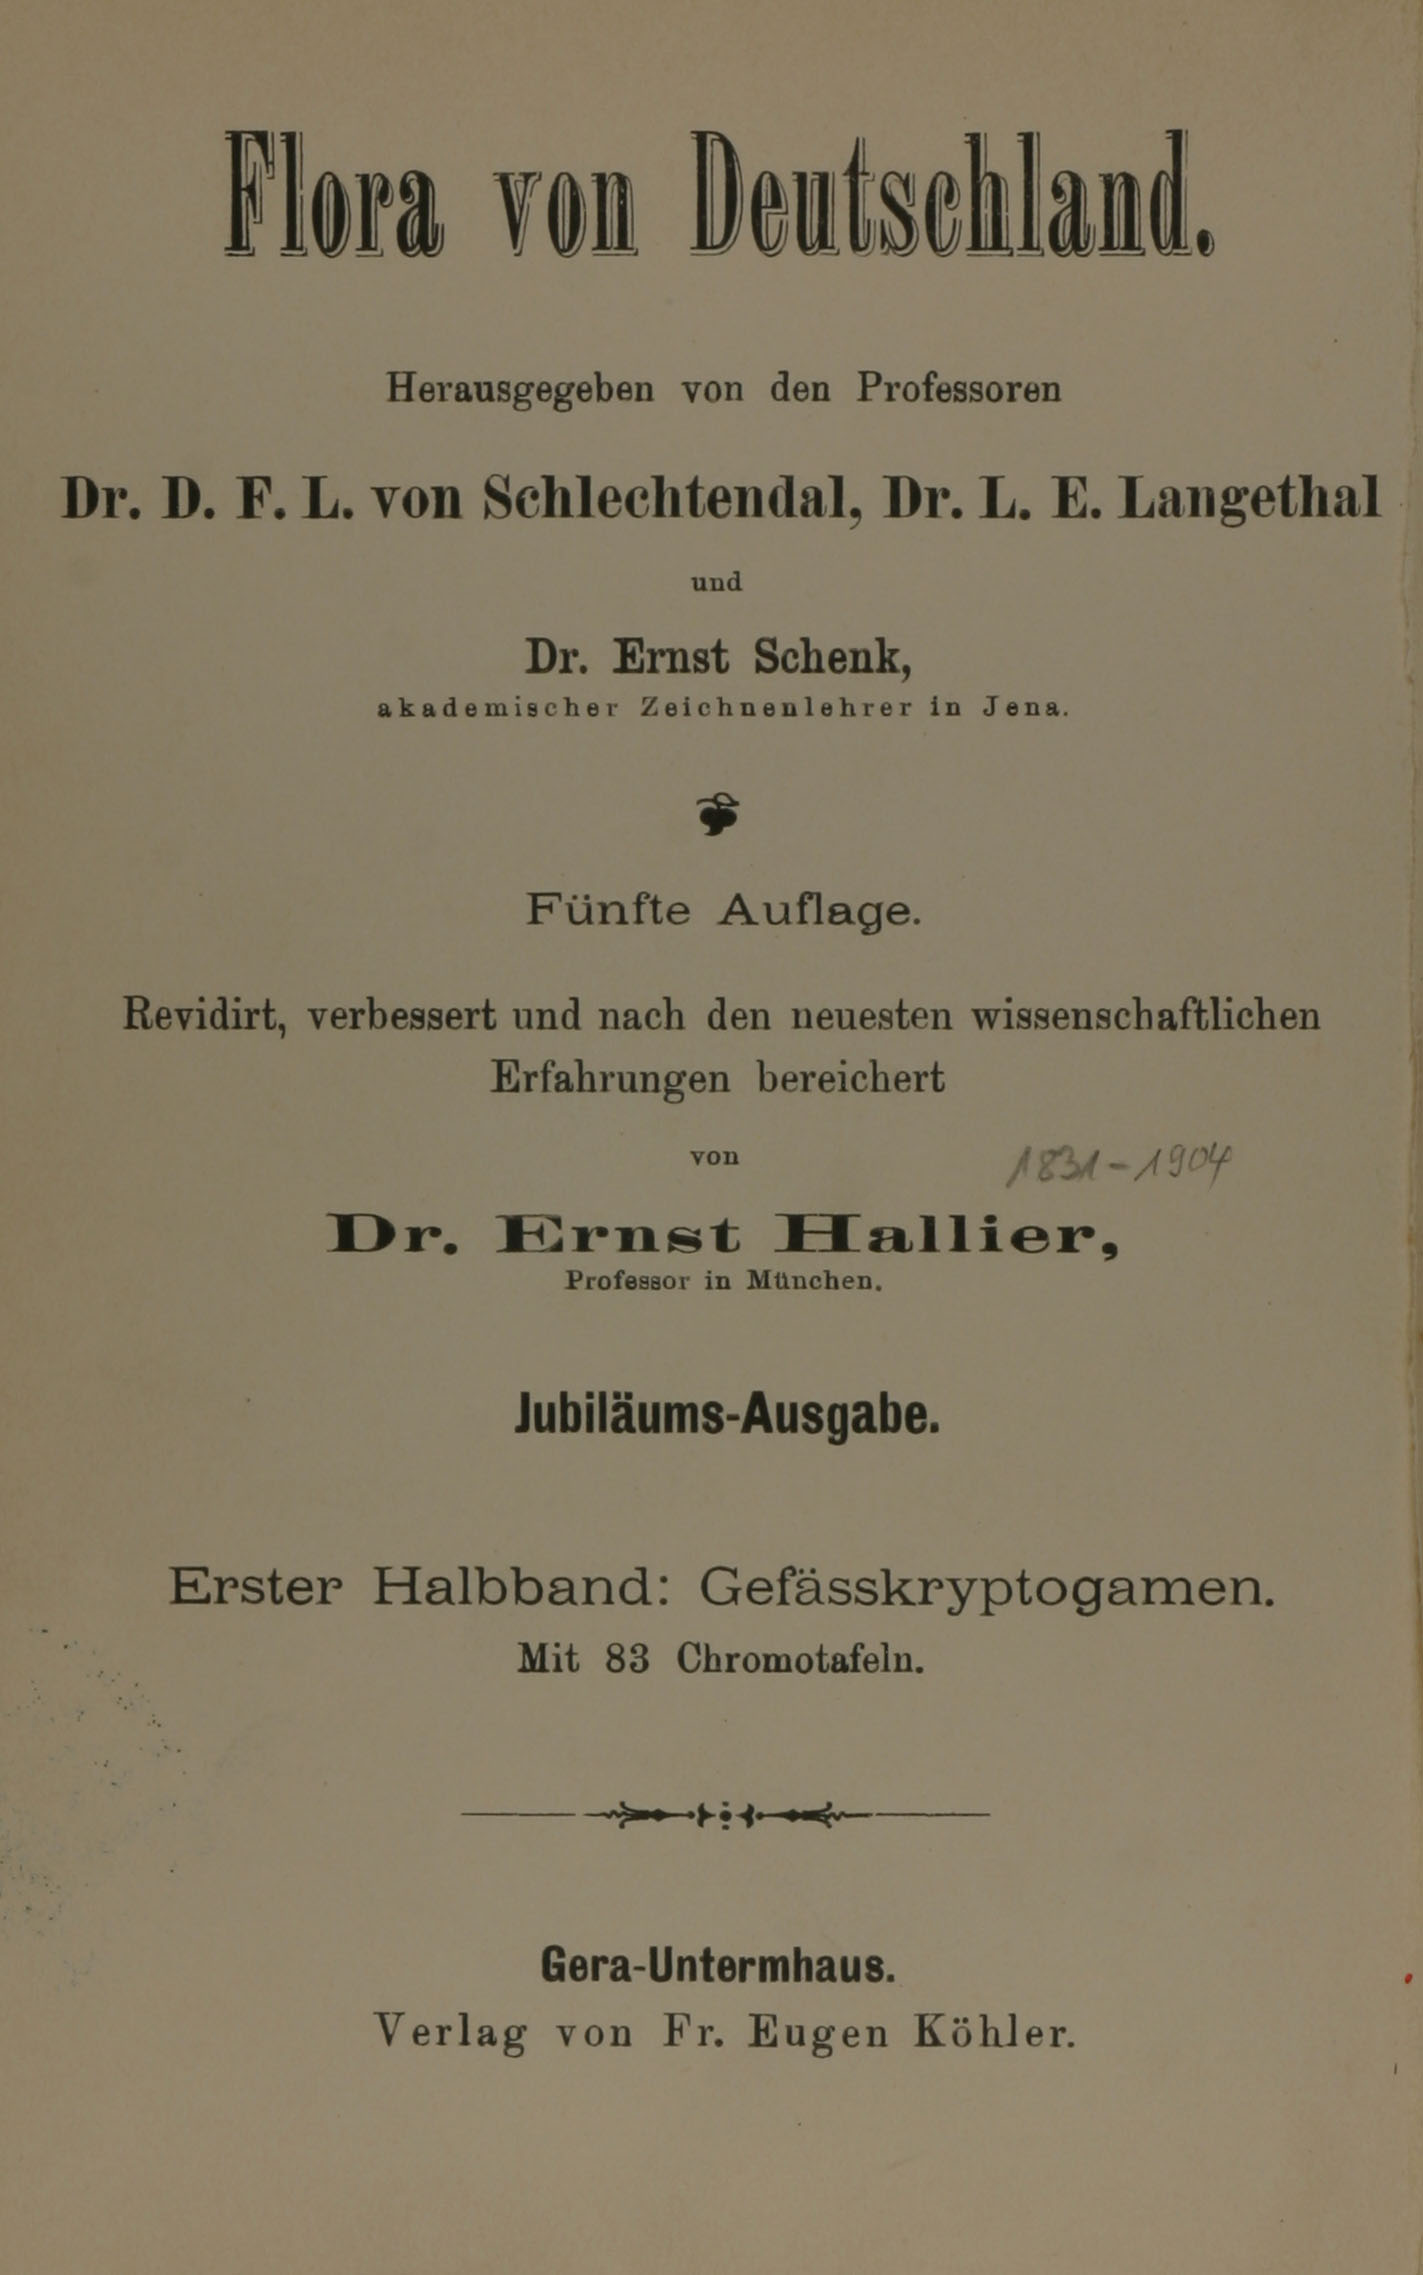 Flora von Deutschland.
Herausgegeben von den Professoren
Dr. D. F. L. von Schlechtendal, Dr. L. E. Langethal
und
Dr. Ernst Schenk,
akademischer Zeichnenlehrer in Jena.
Fünfte Auflage.
Revidirt, verbessert und nach den neuesten wissenschaftlichen
Erfahrungen bereichert
von
1831-1904
Dr. Ernst Hallier,
Professor in München.
Jubiläums-Ausgabe.
Erster Halbband: Gefässkryptogamen.
Mit 83 Chromotafeln.
Gera-Untermhaus.
Verlag von Fr. Eugen Köhler.